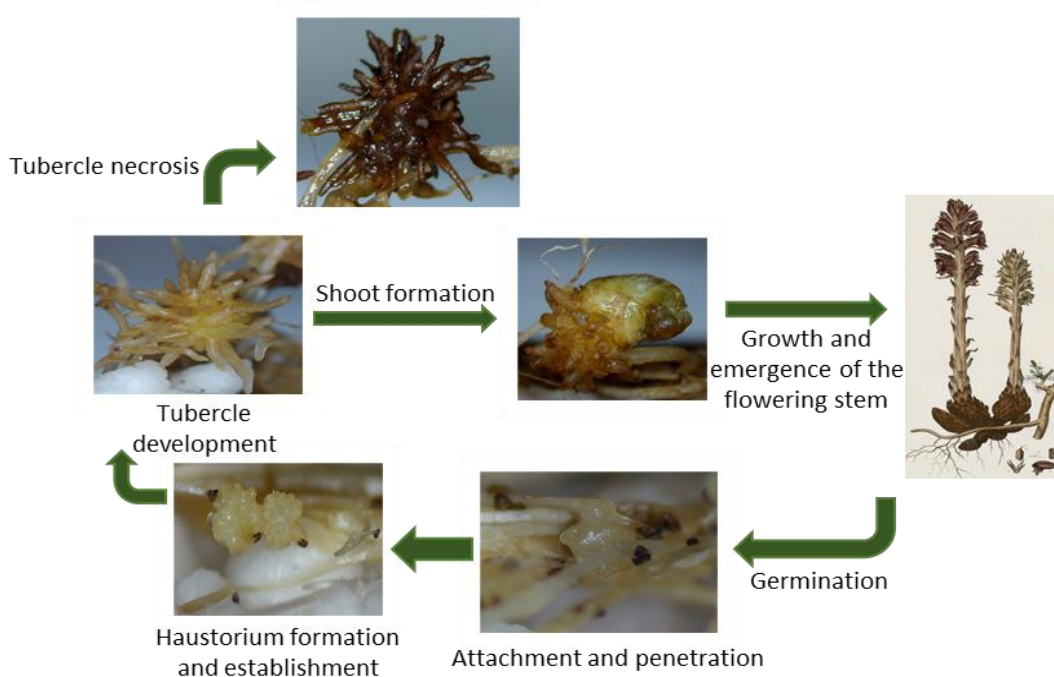 Tubercle necrosis
Shoot formation
Growth and
emergence of the
flowering stem
Tubercle
development
Germination
Haustorium formation
and establishment
Attachment and penetration